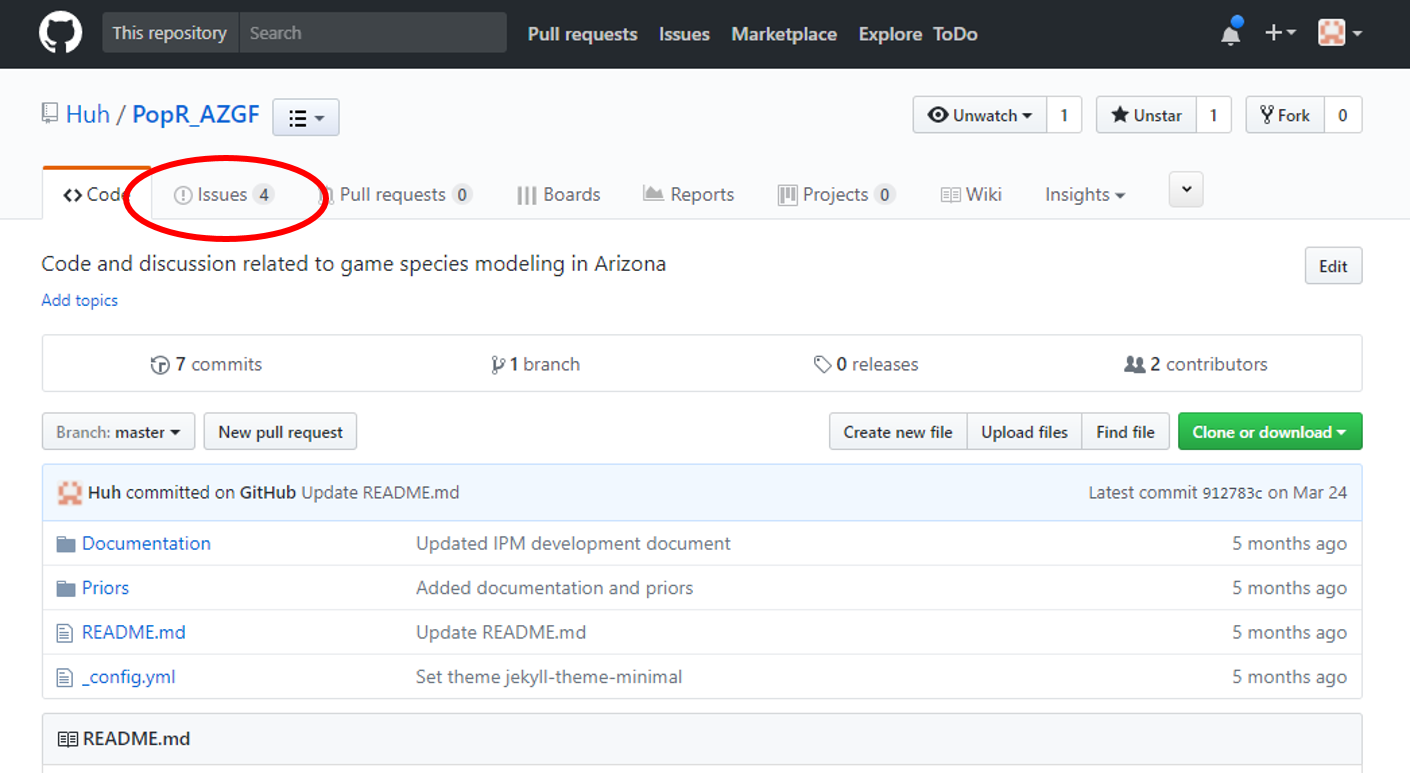 This repository Search Pull requests Issues Marketplace Explore ToDo
Huh / PopR_AZGF Unwatch 1 Unstar 1 Fork 0
Code Issues 4 Pull requests 0 Boards Reports Projects 0 Wiki Insights
Code and discussion related to game species modeling in Arizona Edit
Add topics
7 commits 1 branch 0 releases 2 contributors
Branch: master New pull request Create new file Upload files Find file Clone or download
Huh committed on GitHub Update README.md Latest commit 912783c on Mar 24
Documentation Updated IPM development document 5 months ago
Priors Added documentation and priors 5 months ago
README.md Update README.md 5 months ago
_config.yml Set theme jekyll-theme-minimal 5 months ago
README.md